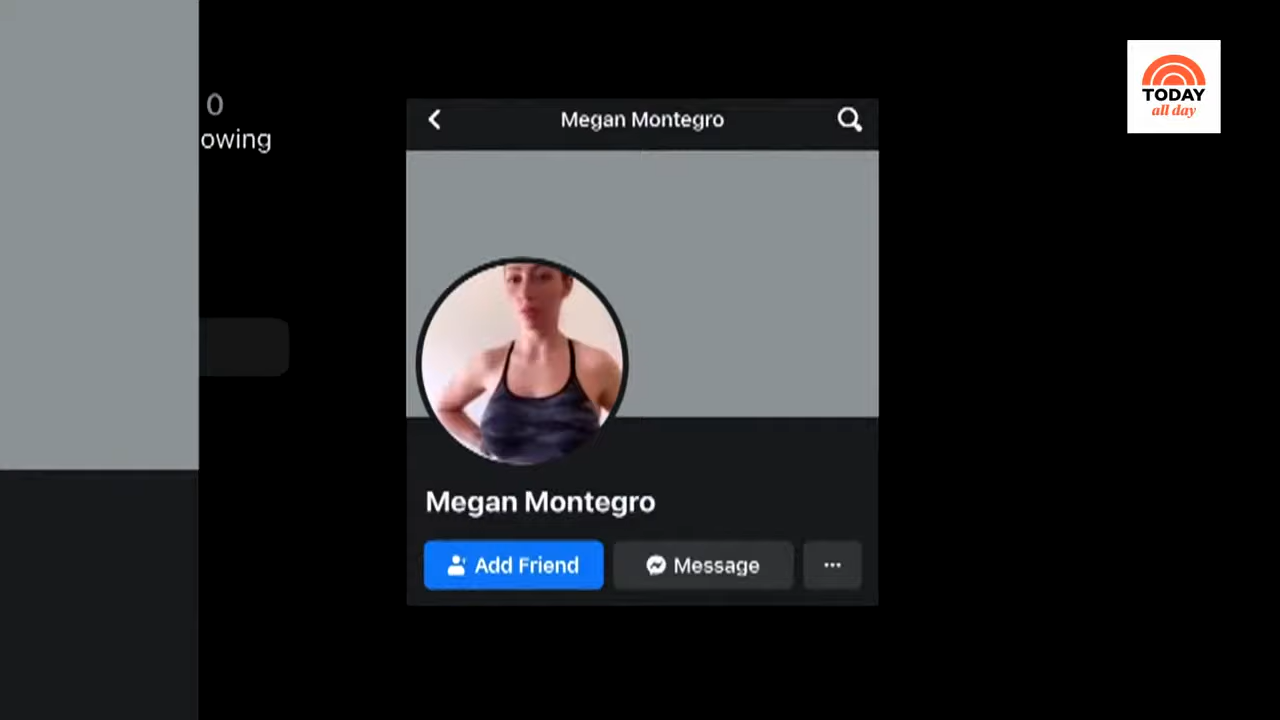 0
owing
Megan Montegro
TODAY
all day
Megan Montegro
Add Friend
Message